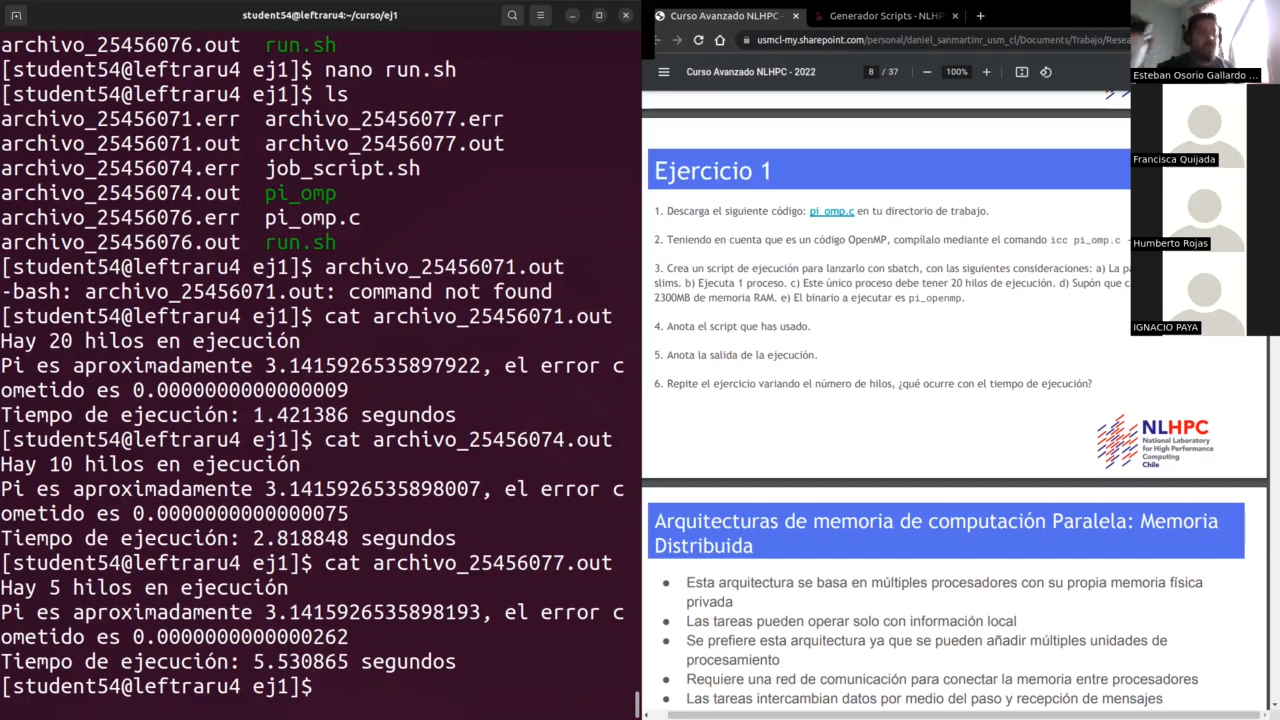 student54@leftraru4:~/curso/ej1
archivo_25456076.out  run.sh
[student54@leftraru4 ej1]$ nano run.sh
[student54@leftraru4 ej1]$ ls
archivo_25456071.err  archivo_25456077.err
archivo_25456071.out  archivo_25456077.out
archivo_25456074.err  job_script.sh
archivo_25456074.out  pi_omp
archivo_25456076.err  pi_omp.c
archivo_25456076.out  run.sh
[student54@leftraru4 ej1]$ archivo_25456071.out
-bash: archivo_25456071.out: command not found
[student54@leftraru4 ej1]$ cat archivo_25456071.out
Hay 20 hilos en ejecución
Pi es aproximadamente 3.1415926535897922, el error c
ometido es 0.0000000000000009
Tiempo de ejecución: 1.421386 segundos
[student54@leftraru4 ej1]$ cat archivo_25456074.out
Hay 10 hilos en ejecución
Pi es aproximadamente 3.1415926535898007, el error c
ometido es 0.0000000000000075
Tiempo de ejecución: 2.818848 segundos
[student54@leftraru4 ej1]$ cat archivo_25456077.out
Hay 5 hilos en ejecución
Pi es aproximadamente 3.1415926535898193, el error c
ometido es 0.0000000000000262
Tiempo de ejecución: 5.530865 segundos
[student54@leftraru4 ej1]$
Curso Avanzado NLHPC -
Generador Scripts - NLHP
usmcl-my.sharepoint.com/personal/daniel_sanmartinr_usm_cl/Documents/Trabajo/Resea
Curso Avanzado NLHPC - 2022
8 / 37
100%
Ejercicio 1
1. Descarga el siguiente código: pi_omp.c en tu directorio de trabajo.
2. Teniendo en cuenta que es un código OpenMP, compílalo mediante el comando icc pi_omp.c -
3. Crea un script de ejecución para lanzarlo con sbatch, con las siguientes consideraciones: a) La pa
slims. b) Ejecuta 1 proceso. c) Este único proceso debe tener 20 hilos de ejecución. d) Supón que c
2300MB de memoria RAM. e) El binario a ejecutar es pi_openmp.
4. Anota el script que has usado.
5. Anota la salida de la ejecución.
6. Repite el ejercicio variando el número de hilos, ¿qué ocurre con el tiempo de ejecución?
NLHPC
National Laboratory
for High Performance
Computing
Chile
Arquitecturas de memoria de computación Paralela: Memoria
Distribuida
● Esta arquitectura se basa en múltiples procesadores con su propia memoria física
privada
● Las tareas pueden operar solo con información local
● Se prefiere esta arquitectura ya que se pueden añadir múltiples unidades de
procesamiento
● Requiere una red de comunicación para conectar la memoria entre procesadores
● Las tareas intercambian datos por medio del paso y recepción de mensajes
Esteban Osorio Gallardo ...
Francisca Quijada
Humberto Rojas
IGNACIO PAYA